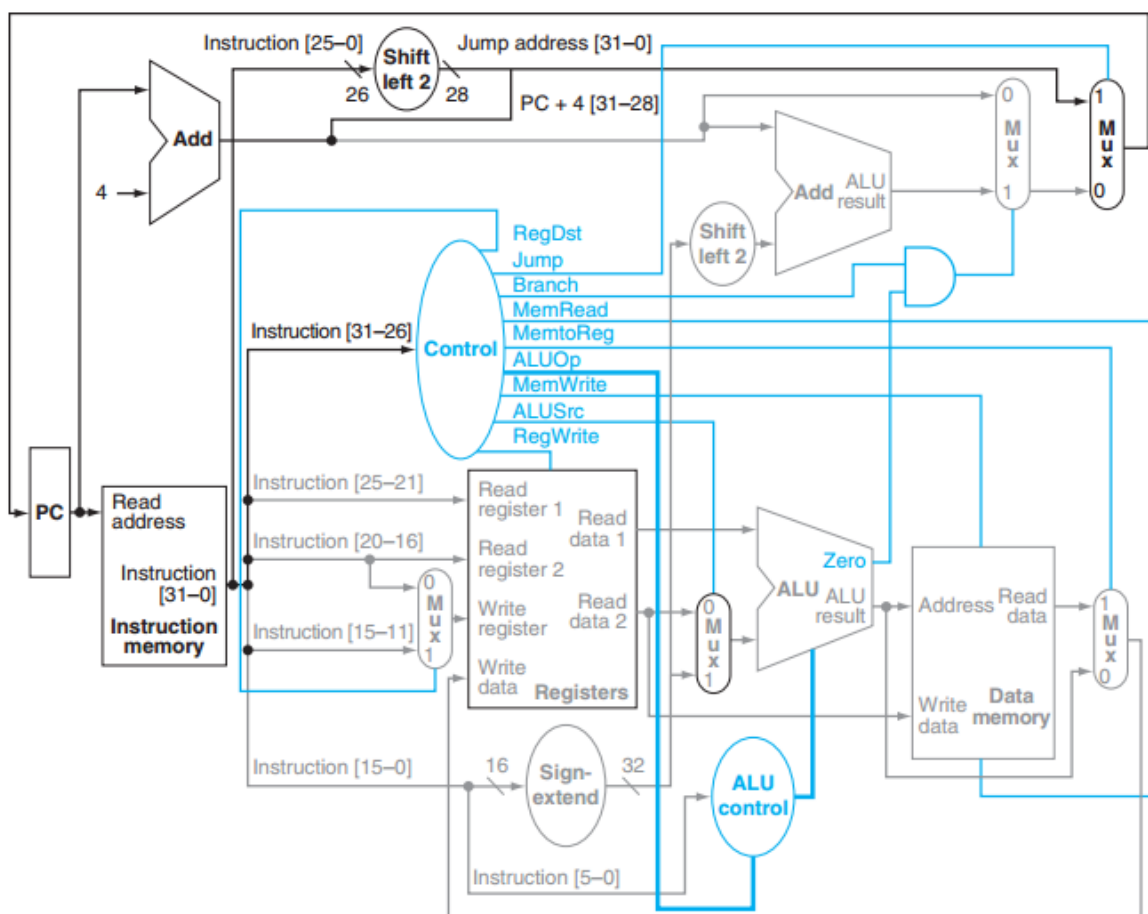 Instruction [25–0]
Shift
left 2
Jump address [31–0]
26
28
PC + 4 [31–28]
Add
4
0
M
u
x
1
1
M
u
x
0
Add
ALU
result
Shift
left 2
RegDst
Jump
Branch
MemRead
MemtoReg
ALUOp
MemWrite
ALUSrc
RegWrite
Instruction [31–26]
Control
PC
Read
address
Instruction
[31–0]
Instruction
memory
Instruction [25–21]
Instruction [20–16]
Instruction [15–11]
0
M
u
x
1
Read
register 1
Read
register 2
Write
register
Write
data
Read
data 1
Read
data 2
Registers
0
M
u
x
1
Zero
ALU
ALU
result
Address
Read
data
Write
data
Data
memory
1
M
u
x
0
Instruction [15–0]
16
Sign-
extend
32
ALU
control
Instruction [5–0]